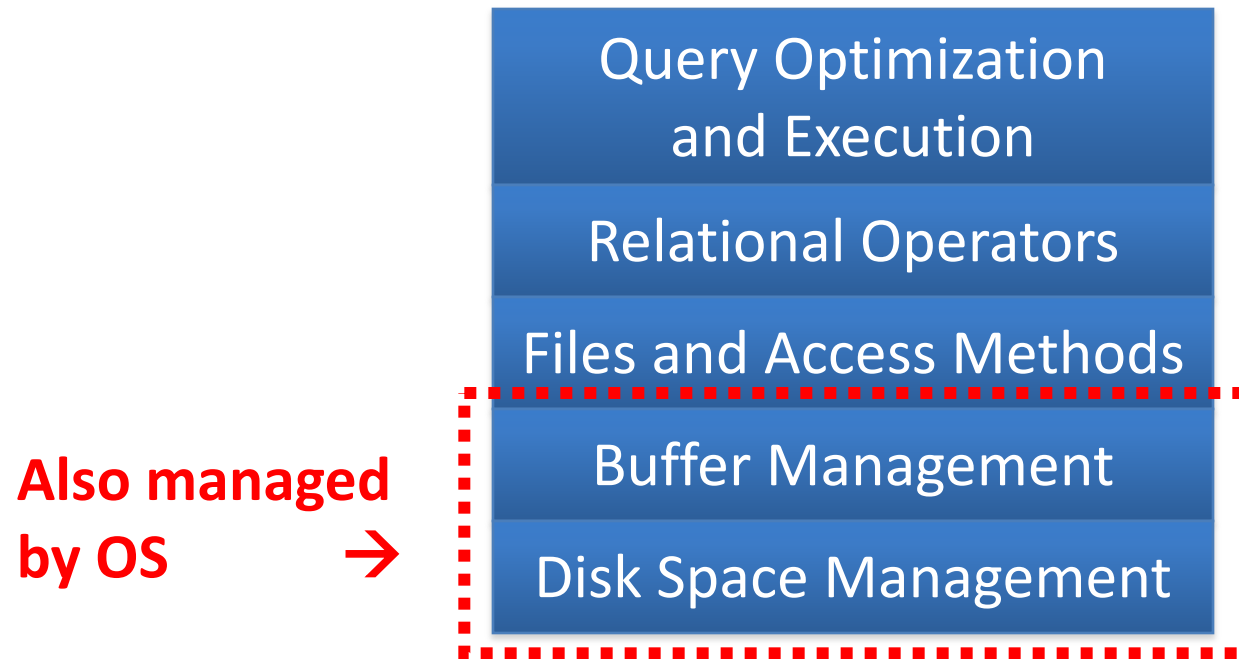 Query Optimization
and Execution
Relational Operators
Files and Access Methods
Buffer Management
Disk Space Management
Also managed
by OS →